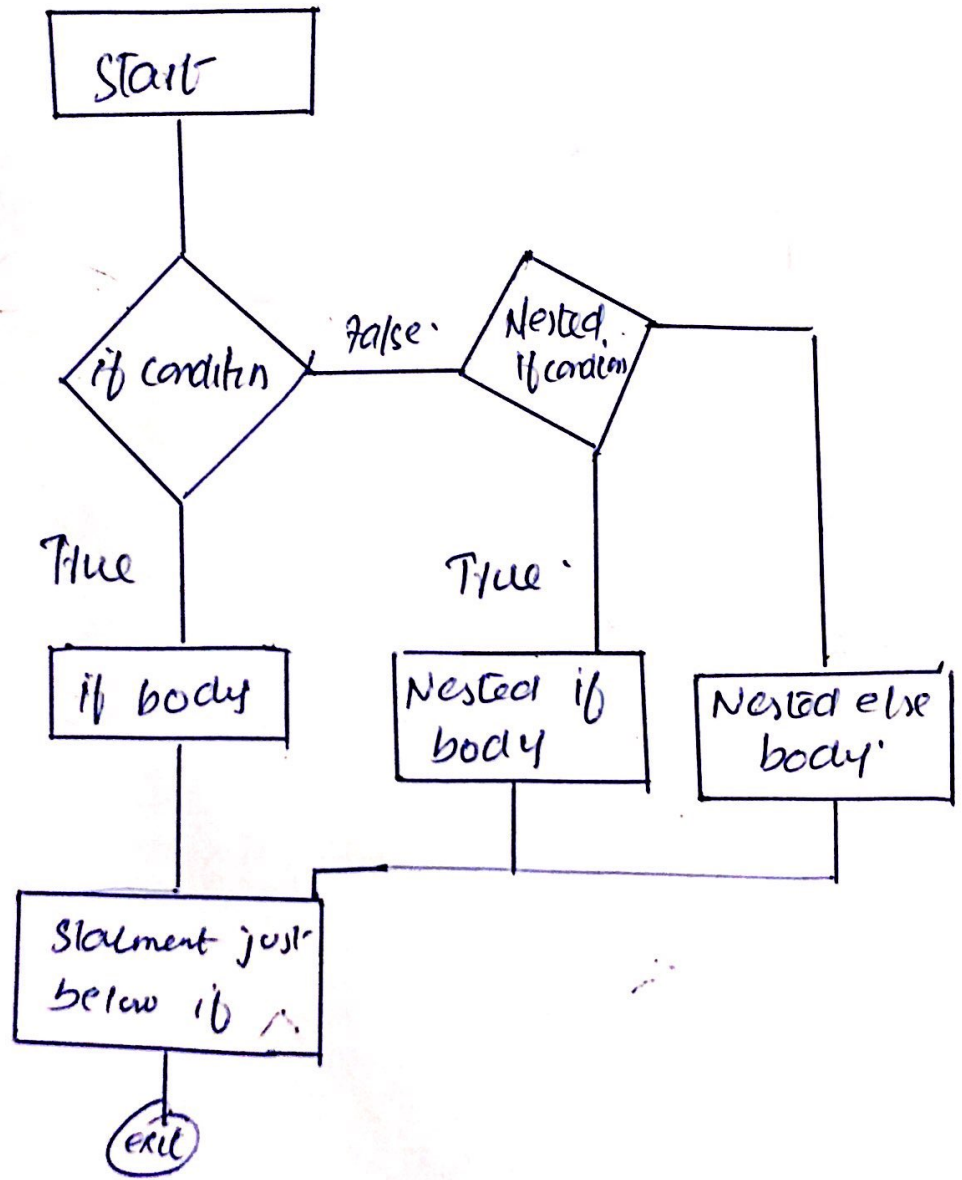 Start
if condition
False
Nested
if condion
True
True
if body
Nested if
body
Nested else
body
Statment just
below if
exit